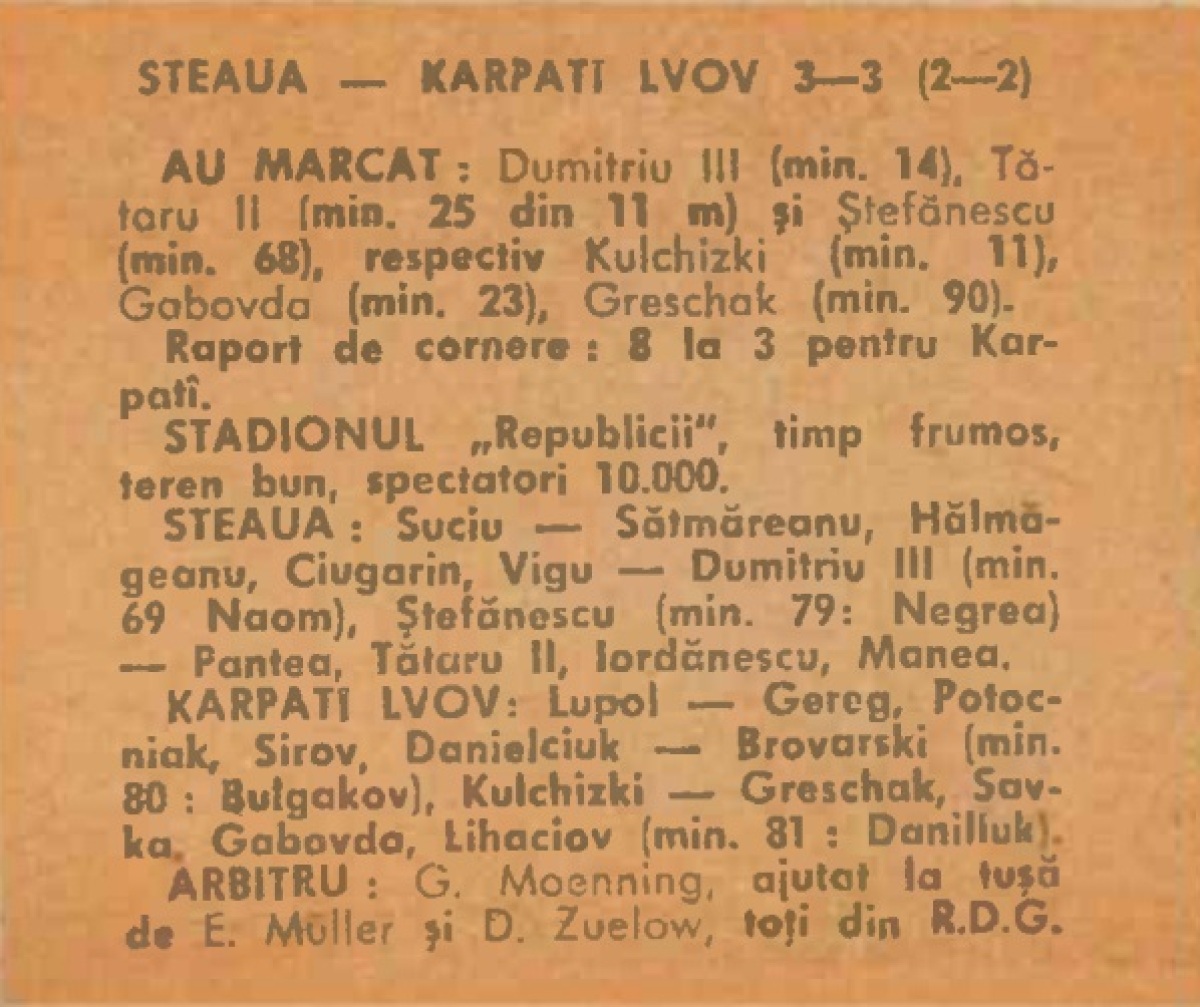 STEAUA — KARPATI LVOV 3—3 (2—2)
AU MARCAT : Dumitriu III (min. 14), Tă-
taru II (min. 25 din 11 m) și Ștefănescu
(min. 68), respectiv Kulchizki (min. 11),
Gabovda (min. 23), Greschak (min. 90).
Raport de cornere : 8 la 3 pentru Kar-
patî.
STADIONUL „Republicii“, timp frumos,
teren bun, spectatori 10.000.
STEAUA : Suciu — Sătmăreanu, Hălmă-
geanu, Ciugarin, Vigu — Dumitriu III (min.
69 Naom), Ștefănescu (min. 79: Negrea)
— Pantea, Tătaru II, Iordănescu, Manea.
KARPATI LVOV: Lupol — Gereg, Potoc-
niak, Sirov, Danielciuk — Brovarski (min.
80 : Bulgakov), Kulchizki — Greschak, Sav-
ka, Gabovda, Lihaciov (min. 81 : Daniliuk).
ARBITRU : G. Moenning, ajutat la tușă
de E. Müller și D. Zuelow, toți din R.D.G.